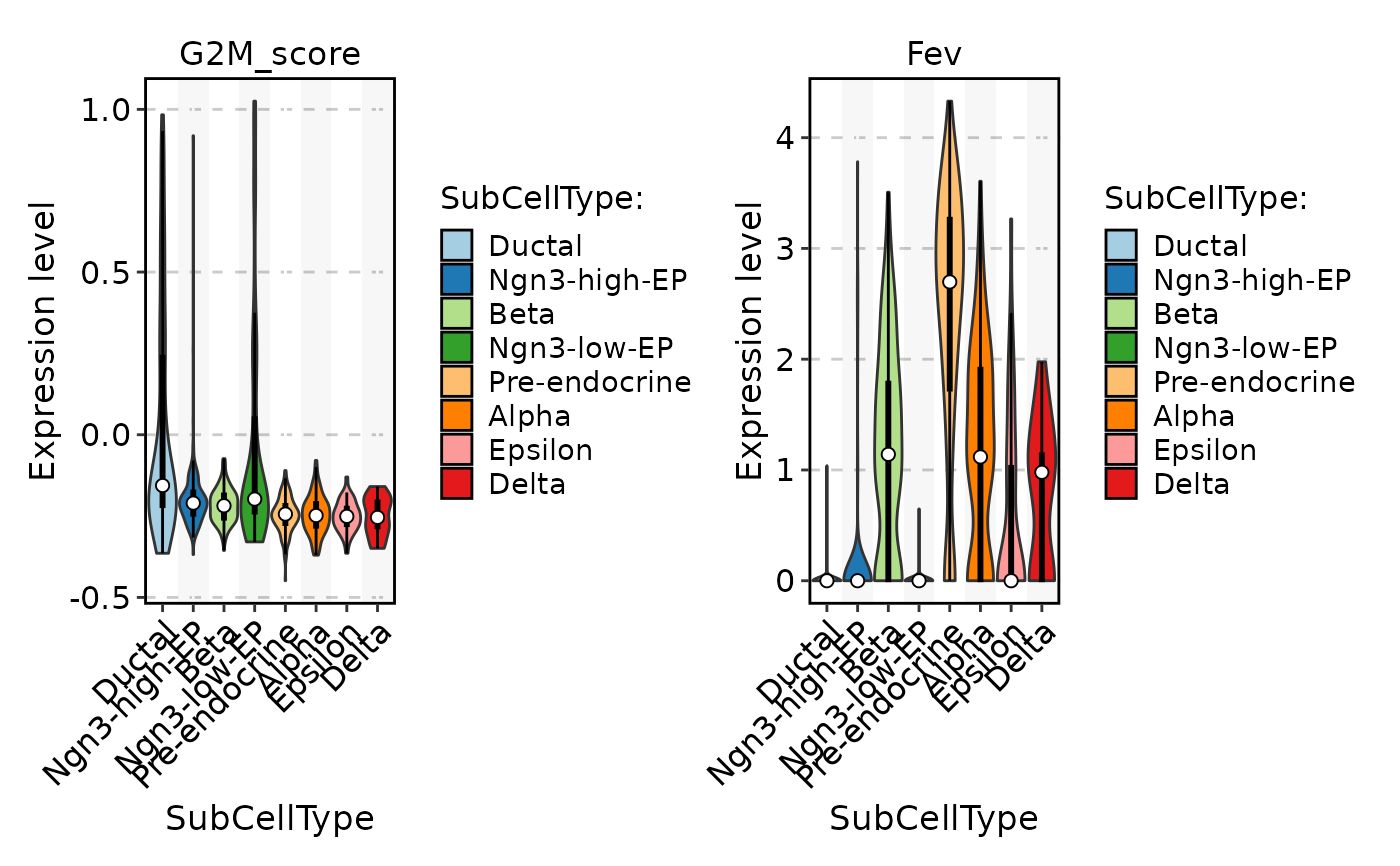 G2M_score
Expression level
1.0
0.5
0.0
-0.5
Ductal
Ngn3-high-EP
Beta
Ngn3-low-EP
Pre-endocrine
Alpha
Epsilon
Delta
SubCellType
SubCellType:
Ductal
Ngn3-high-EP
Beta
Ngn3-low-EP
Pre-endocrine
Alpha
Epsilon
Delta
Fev
Expression level
4
3
2
1
0
Ductal
Ngn3-high-EP
Beta
Ngn3-low-EP
Pre-endocrine
Alpha
Epsilon
Delta
SubCellType
SubCellType:
Ductal
Ngn3-high-EP
Beta
Ngn3-low-EP
Pre-endocrine
Alpha
Epsilon
Delta